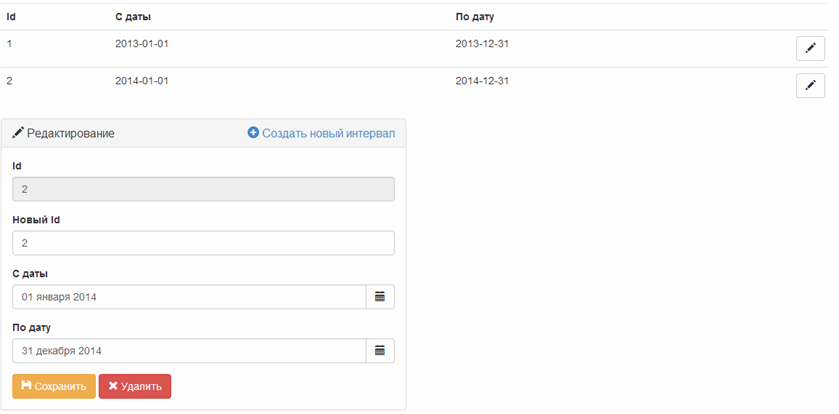 Id С даты По дату
1 2013-01-01 2013-12-31
2 2014-01-01 2014-12-31
Редактирование Создать новый интервал
Id
2
Новый Id
2
С даты
01 января 2014
По дату
31 декабря 2014
Сохранить Удалить